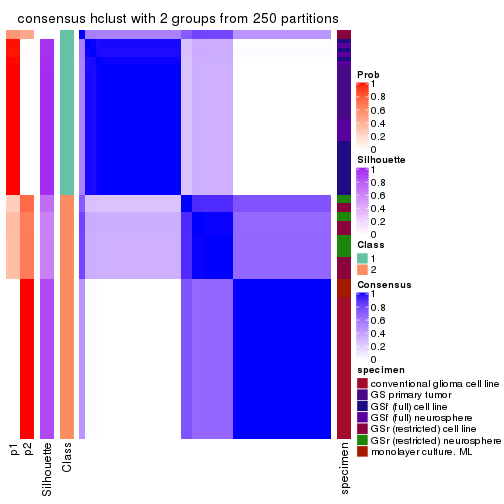 consensus hclust with 2 groups from 250 partitions
Prob
1
0.8
0.6
0.4
0.2
0
Silhouette
1
0.8
0.6
0.4
0.2
0
Class
1
2
Consensus
1
0.8
0.6
0.4
0.2
0
specimen
conventional glioma cell line
GS primary tumor
GSf (full) cell line
GSf (full) neurosphere
GSr (restricted) cell line
GSr (restricted) neurosphere
monolayer culture. ML
p1
p2
Silhouette
Class
specimen